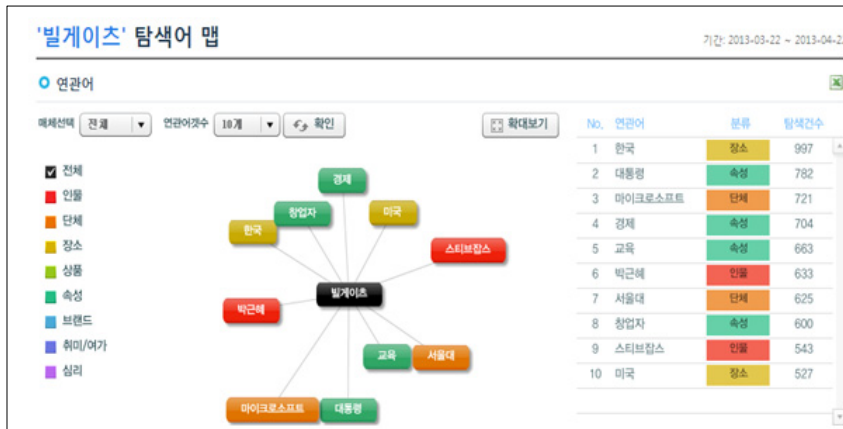 '빌게이츠' 탐색어 맵
기간: 2013-03-22 ~ 2013-04-2
연관어
매체선택 전체 연관어갯수 10개 확인 확대보기
전체
인물
단체
장소
상품
속성
브랜드
취미/여가
심리
경제
창업자
미국
한국
스티브잡스
빌게이츠
박근혜
교육
서울대
마이크로소프트
대통령
No. 연관어 분류 탐색건수
1 한국 장소 997
2 대통령 속성 782
3 마이크로소프트 단체 721
4 경제 속성 704
5 교육 속성 663
6 박근혜 인물 633
7 서울대 단체 625
8 창업자 속성 600
9 스티브잡스 인물 543
10 미국 장소 527